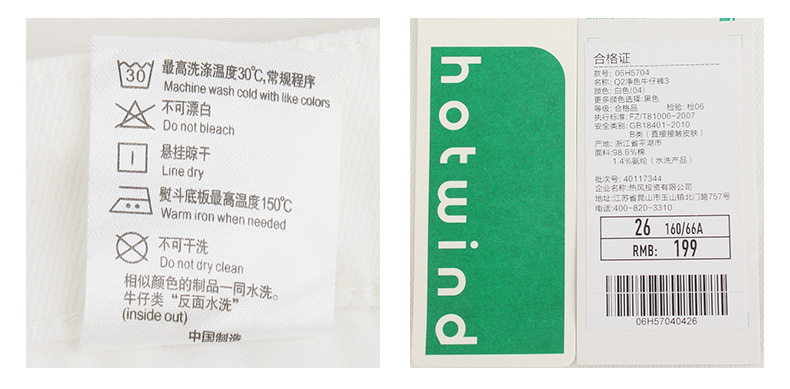 30
最高洗涤温度30℃,常规程序
Machine wash cold with like colors
不可漂白
Do not bleach
悬挂晾干
Line dry
熨斗底板最高温度150℃
Warm iron when needed
不可干洗
Do not dry clean
相似颜色的制品一同水洗。
牛仔类“反面水洗”
(inside out)
中国制造
hotwind
合格证
款号: 06H5704
名称: Q2净色牛仔裤3
颜色: 白色(04)
更多颜色选择:黑色
等级: 合格品 检验: 检06
执行标准: FZ/T81006-2007
安全类别: GB18401-2010
B类 (直接接触皮肤)
产地: 浙江省平湖市
面料:98.6%棉
1.4%氨纶 (水洗产品)
批次号: 40117344
企业名称:热风投资有限公司
地址:江苏省昆山市玉山镇北门路757号
电话:400-820-3310
26 160/66A
RMB: 199
06H57040426